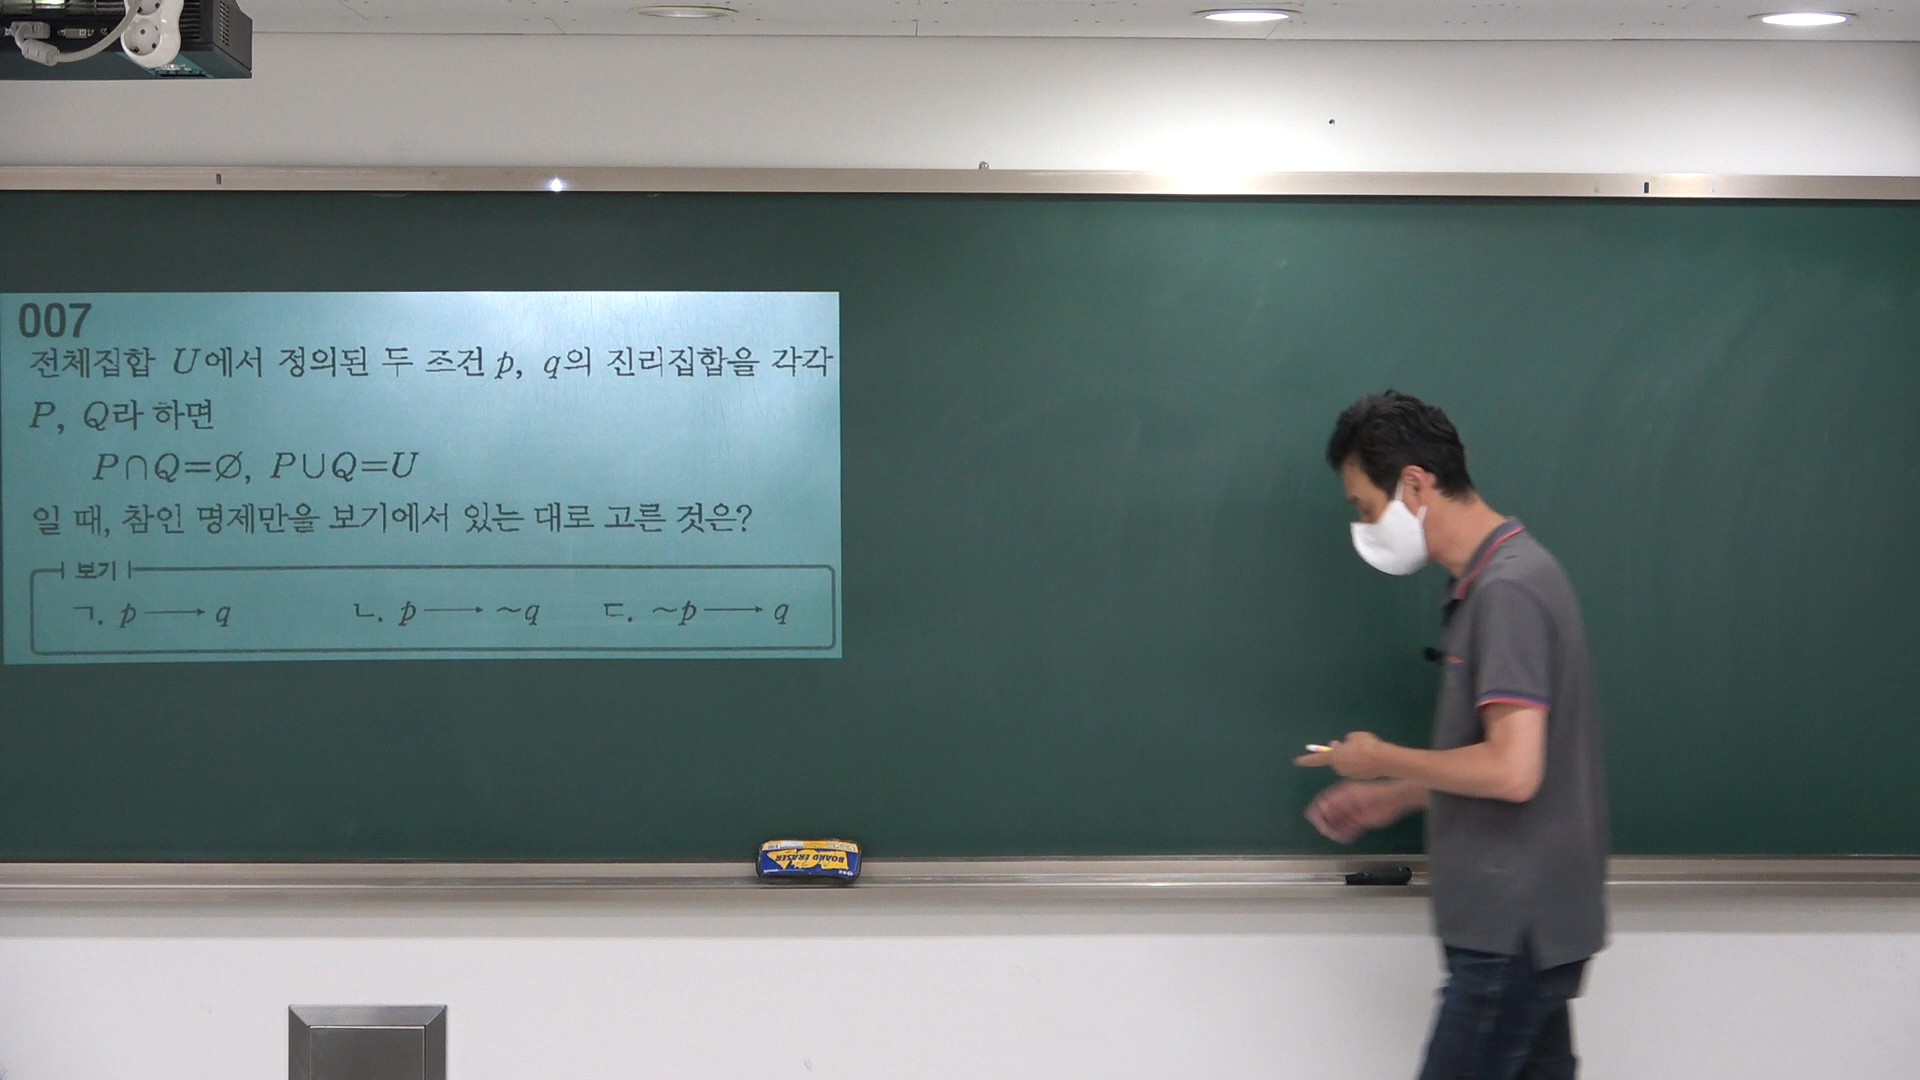 007
전체집합 U에서 정의된 두 조건 p, q의 진리집합을 각각
P, Q라 하면
P∩Q=∅, P∪Q=U
일 때, 참인 명제만을 보기에서 있는 대로 고른 것은?
보기
ㄱ. p ⟶ q ㄴ. p ⟶ ~q ㄷ. ~p ⟶ q
BOARD ERASER